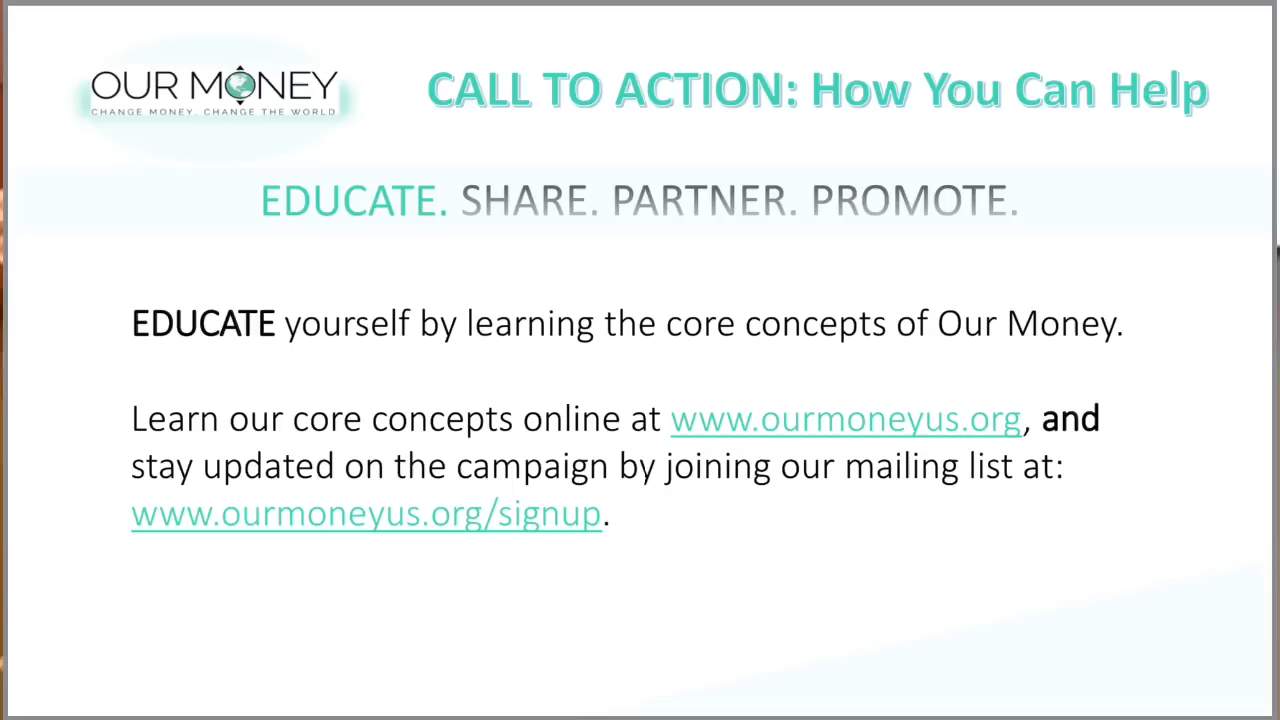 OUR MONEY
CHANGE MONEY. CHANGE THE WORLD
CALL TO ACTION: How You Can Help
EDUCATE. SHARE. PARTNER. PROMOTE.
EDUCATE yourself by learning the core concepts of Our Money.
Learn our core concepts online at www.ourmoneyus.org, and
stay updated on the campaign by joining our mailing list at:
www.ourmoneyus.org/signup.